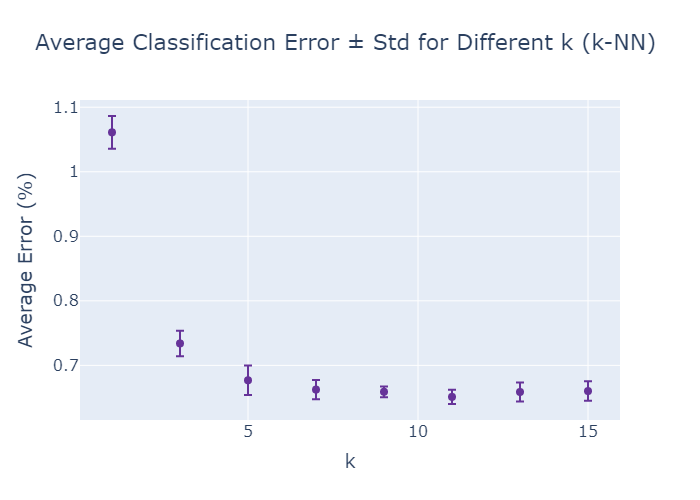 Average Classification Error ± Std for Different k (k-NN)
1.1
1
0.9
0.8
0.7
Average Error (%)
5
10
15
k